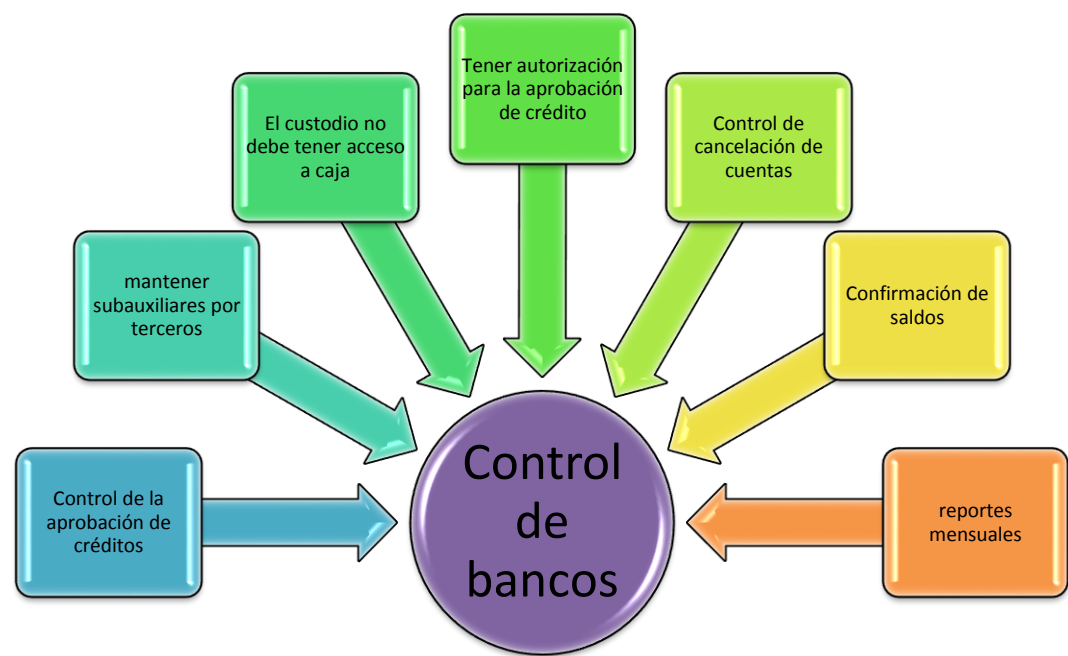 Tener autorización
para la aprobación
de crédito
El custodio no
debe tener acceso
a caja
Control de
cancelación de
cuentas
mantener
subauxiliares por
terceros
Confirmación de
saldos
Control de la
aprobación de
créditos
Control
de
bancos
reportes
mensuales